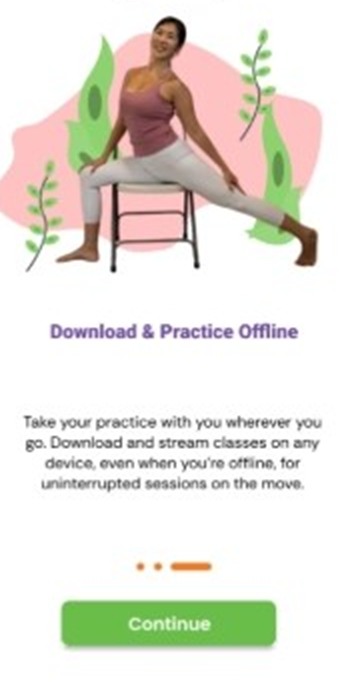 Download & Practice Offline
Take your practice with you wherever you
go. Download and stream classes on any
device, even when you're offline, for
uninterrupted sessions on the move.
Continue